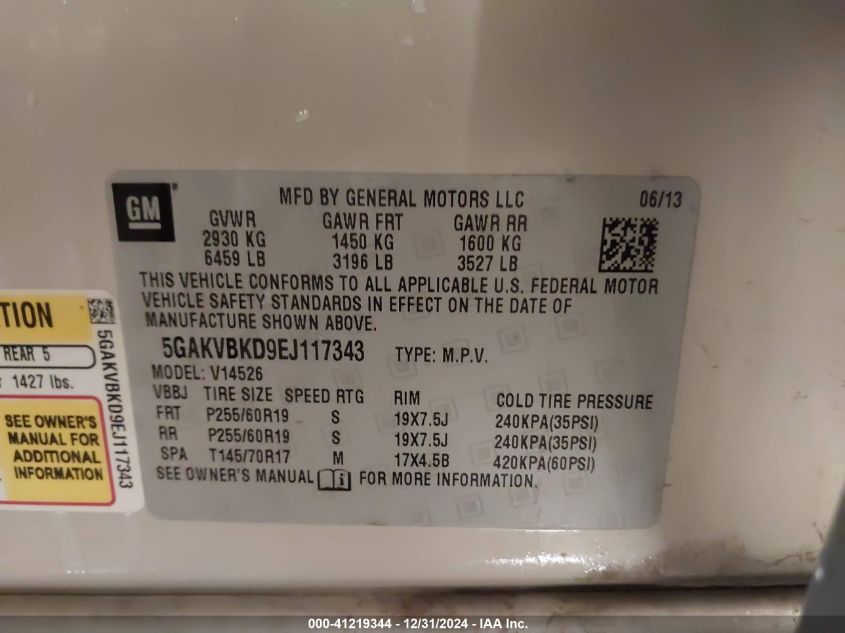 GM
MFD BY GENERAL MOTORS LLC 06/13
GVWR GAWR FRT GAWR RR
2930 KG 1450 KG 1600 KG
6459 LB 3196 LB 3527 LB
THIS VEHICLE CONFORMS TO ALL APPLICABLE U.S. FEDERAL MOTOR
VEHICLE SAFETY STANDARDS IN EFFECT ON THE DATE OF
MANUFACTURE SHOWN ABOVE.
5GAKVBKD9EJ117343 TYPE: M.P.V.
MODEL: V14526
VBBJ TIRE SIZE SPEED RTG RIM COLD TIRE PRESSURE
FRT P255/60R19 S 19X7.5J 240KPA(35PSI)
RR P255/60R19 S 19X7.5J 240KPA(35PSI)
SPA T145/70R17 M 17X4.5B 420KPA(60PSI)
SEE OWNER'S MANUAL i FOR MORE INFORMATION.
TION
REAR 5
1427 lbs.
SEE OWNER'S
MANUAL FOR
ADDITIONAL
INFORMATION
5GAKVBKD9EJ117343
000-41219344 - 12/31/2024 - IAA Inc.